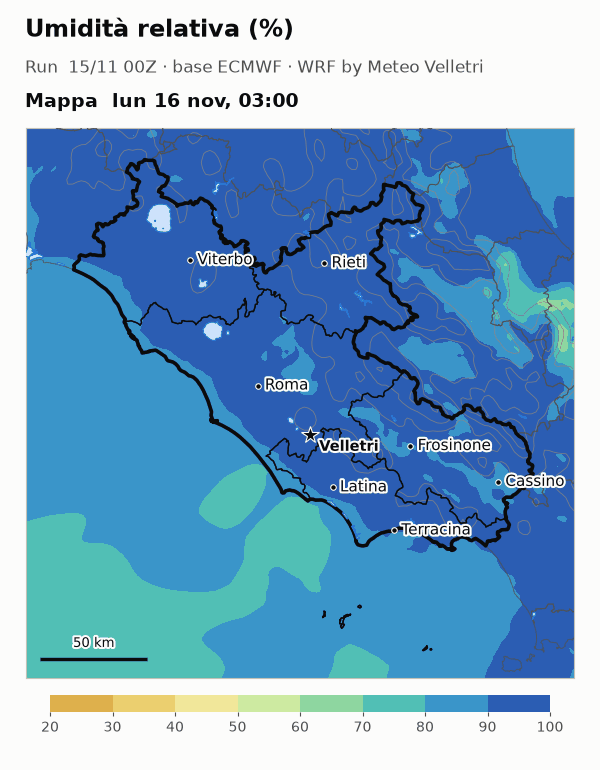 Umidità relativa (%)
Run  15/11 00Z · base ECMWF · WRF by Meteo Velletri
Mappa  lun 16 nov, 03:00
Viterbo
Rieti
Roma
Velletri
Frosinone
Cassino
Latina
Terracina
50 km
20 30 40 50 60 70 80 90 100